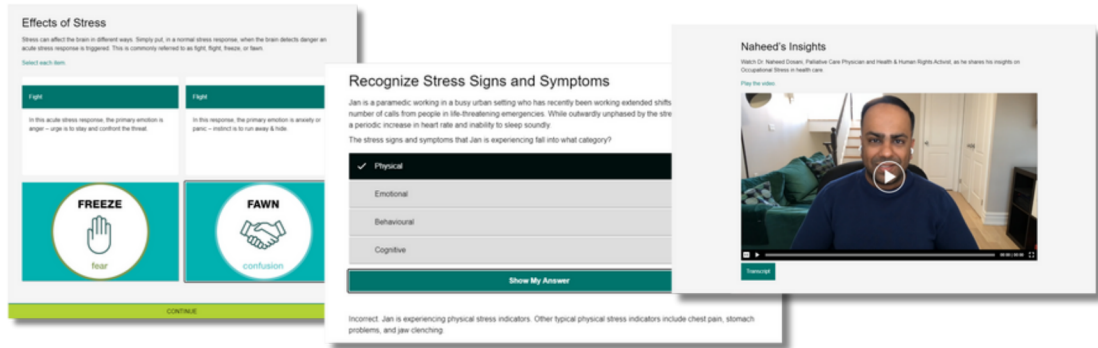 Effects of Stress
Stress can affect the brain in different ways. Simply put, in a normal stress response, when the brain detects danger an
acute stress response is triggered. This is commonly referred to as fight, flight, freeze, or fawn.
Select each item.
Fight
Flight
In this acute stress response, the primary emotion is
anger – urge is to stay and confront the threat.
In this response, the primary emotion is anxiety or
panic – instinct is to run away & hide.
FREEZE
fear
FAWN
confusion
CONTINUE
Recognize Stress Signs and Symptoms
Jan is a paramedic working in a busy urban setting who has recently been working extended shifts
number of calls from people in life-threatening emergencies. While outwardly unphased by the stre
a periodic increase in heart rate and inability to sleep soundly.
The stress signs and symptoms that Jan is experiencing fall into what category?
Physical
Emotional
Behavioural
Cognitive
Show My Answer
Incorrect. Jan is experiencing physical stress indicators. Other typical physical stress indicators include chest pain, stomach
problems, and jaw clenching.
Naheed's Insights
Watch Dr. Naheed Dosani, Palliative Care Physician and Health & Human Rights Activist, as he shares his insights on
Occupational Stress in health care.
Play the video.
Transcript